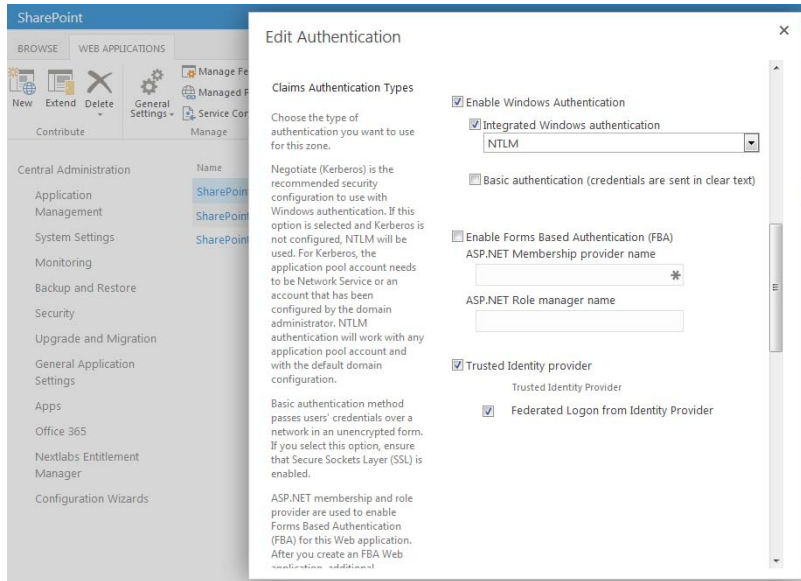 SharePoint
BROWSE WEB APPLICATIONS
New
Extend
Delete
General
Settings
Manage Fe
Managed P
Service Cor
Contribute
Manage
Central Administration
Application
Management
System Settings
Monitoring
Backup and Restore
Security
Upgrade and Migration
General Application
Settings
Apps
Office 365
Nextlabs Entitlement
Manager
Configuration Wizards
Name
SharePoin
SharePoint
SharePoint
Edit Authentication
Claims Authentication Types
Choose the type of
authentication you want to use
for this zone.
Negotiate (Kerberos) is the
recommended security
configuration to use with
Windows authentication. If this
option is selected and Kerberos is
not configured, NTLM will be
used. For Kerberos, the
application pool account needs
to be Network Service or an
account that has been
configured by the domain
administrator. NTLM
authentication will work with any
application pool account and
with the default domain
configuration.
Basic authentication method
passes users' credentials over a
network in an unencrypted form.
If you select this option, ensure
that Secure Sockets Layer (SSL) is
enabled.
ASP.NET membership and role
provider are used to enable
Forms Based Authentication
(FBA) for this Web application.
After you create an FBA Web
application, additional
Enable Windows Authentication
Integrated Windows authentication
NTLM
Basic authentication (credentials are sent in clear text)
Enable Forms Based Authentication (FBA)
ASP.NET Membership provider name
*
ASP.NET Role manager name
Trusted Identity provider
Trusted Identity Provider
Federated Logon from Identity Provider